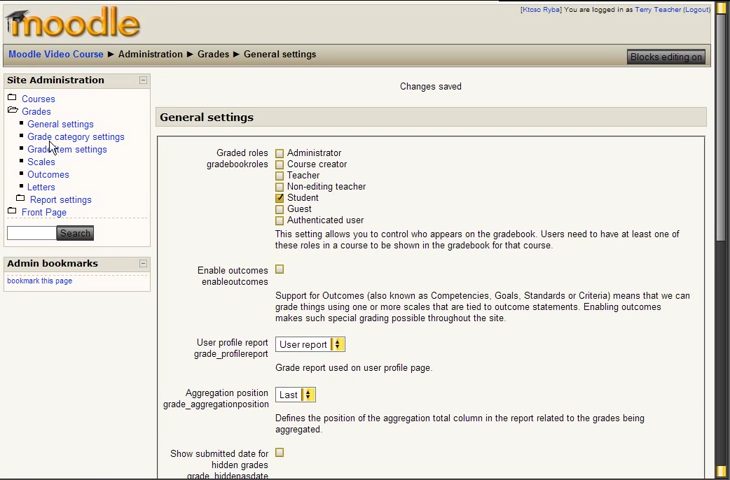 moodle
[Ktoso Ryba] You are logged in as Terry Teacher (Logout)
Moodle Video Course ► Administration ► Grades ► General settings
Blocks editing on
Site Administration
Courses
Grades
General settings
Grade category settings
Grade item settings
Scales
Outcomes
Letters
Report settings
Front Page
Search
Admin bookmarks
bookmark this page
Changes saved
General settings
Graded roles
gradebookroles
Administrator
Course creator
Teacher
Non-editing teacher
Student
Guest
Authenticated user
This setting allows you to control who appears on the gradebook. Users need to have at least one of
these roles in a course to be shown in the gradebook for that course.
Enable outcomes
enableoutcomes
Support for Outcomes (also known as Competencies, Goals, Standards or Criteria) means that we can
grade things using one or more scales that are tied to outcome statements. Enabling outcomes
makes such special grading possible throughout the site.
User profile report
grade_profilereport
User report
Grade report used on user profile page.
Aggregation position
grade_aggregationposition
Last
Defines the position of the aggregation total column in the report related to the grades being
aggregated.
Show submitted date for
hidden grades
grade_hiddenasdate